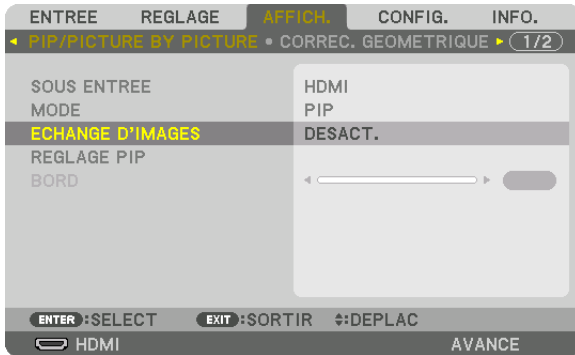 ENTREE REGLAGE AFFICH. CONFIG. INFO.
PIP/PICTURE BY PICTURE • CORREC. GEOMETRIQUE 1/2
SOUS ENTREE HDMI
MODE PIP
ECHANGE D'IMAGES DESACT.
REGLAGE PIP
BORD
ENTER :SELECT EXIT :SORTIR :DEPLAC
HDMI AVANCE